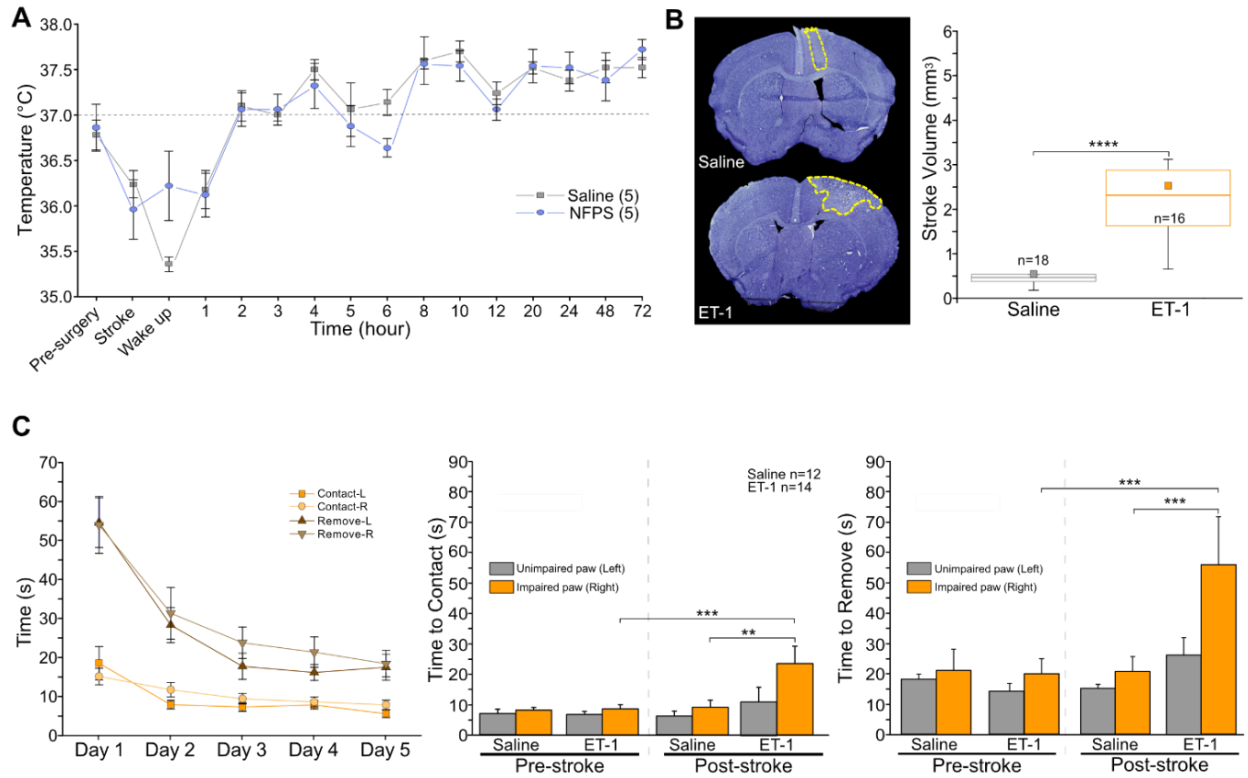 A
Temperature (°C)
38.0
37.5
37.0
36.5
36.0
35.5
35.0
Saline (5)
NFPS (5)
Pre-surgery
Stroke
Wake up
1
2
3
4
5
6
8
10
12
20
24
48
72
Time (hour)
B
Saline
ET-1
Stroke Volume (mm³)
6
5
4
3
2
1
0
****
n=18
n=16
Saline
ET-1
C
Time (s)
70
60
50
40
30
20
10
0
Contact-L
Contact-R
Remove-L
Remove-R
Day 1
Day 2
Day 3
Day 4
Day 5
Time to Contact (s)
90
80
70
60
50
40
30
20
10
0
Saline n=12
ET-1 n=14
Unimpaired paw (Left)
Impaired paw (Right)
***
**
Saline
ET-1
Saline
ET-1
Pre-stroke
Post-stroke
Time to Remove (s)
90
80
70
60
50
40
30
20
10
0
***
***
Unimpaired paw (Left)
Impaired paw (Right)
Saline
ET-1
Saline
ET-1
Pre-stroke
Post-stroke